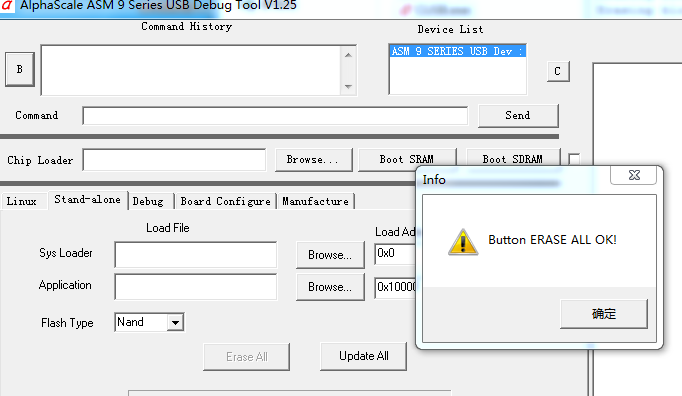 AlphaScale ASM 9 Series USB Debug Tool V1.25
Command History
Device List
B
ASM 9 SERIES USB Dev :
C
Command
Send
Chip Loader
Browse...
Boot SRAM
Boot SDRAM
Info
Linux
Stand-alone
Debug
Board Configure
Manufacture
Load File
Load Ad
Sys Loader
Browse...
0x0
Button ERASE ALL OK!
Application
Browse...
0x10000
确定
Flash Type
Nand
Erase All
Update All